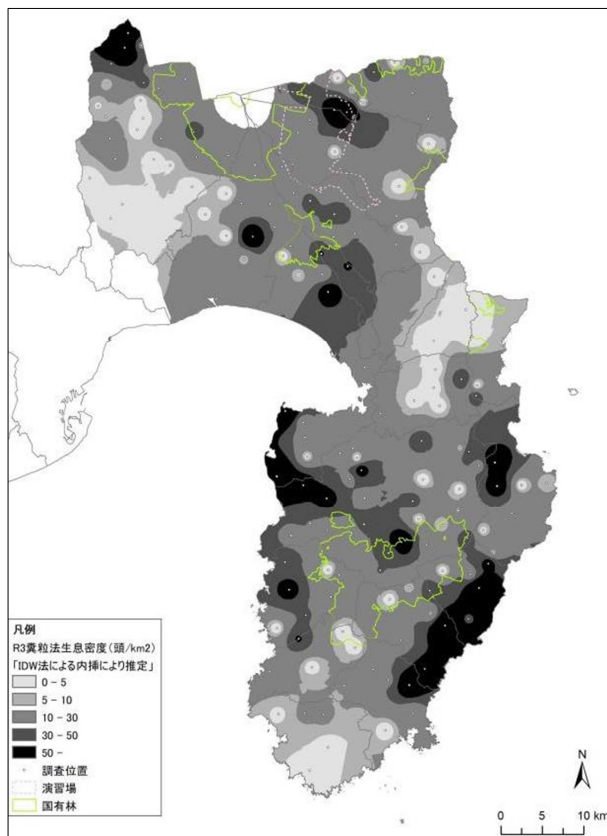 凡例
R3糞粒法生息密度(頭/km2)
「IDW法による内挿により推定」
0 - 5
5 - 10
10 - 30
30 - 50
50 -
調査位置
演習場
国有林
N
0 5 10 km